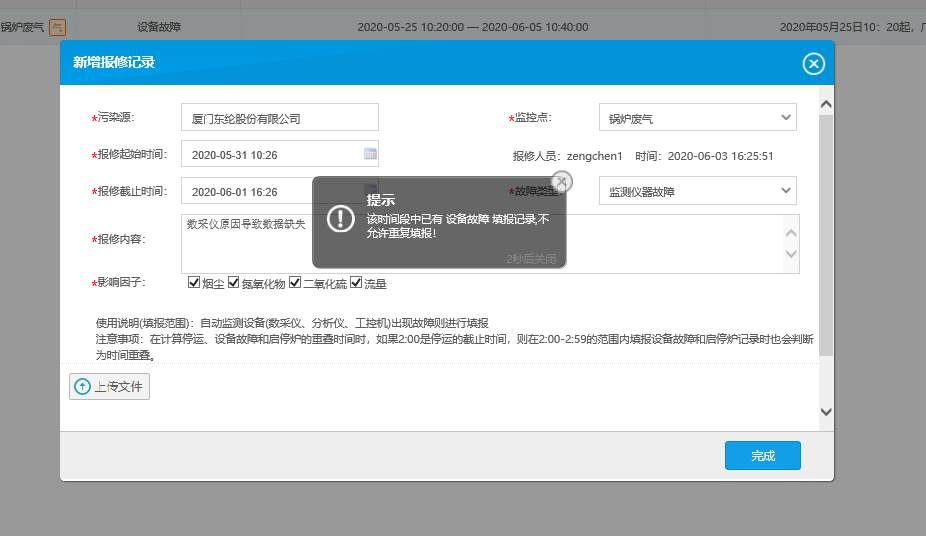 锅炉废气 气 设备故障 2020-05-25 10:20:00 — 2020-06-05 10:40:00 2020年05月25日10：20起，
新增报修记录
*污染源： 厦门东纶股份有限公司 *监控点： 锅炉废气
*报修起始时间： 2020-05-31 10:26 报修人员：zengchen1 时间：2020-06-03 16:25:51
*报修截止时间： 2020-06-01 16:26 *故障类型： 监测仪器故障
提示
该时间段中已有 设备故障 填报记录,不
允许重复填报！
2秒后关闭
*报修内容： 数采仪原因导致数据缺失
*影响因子： 烟尘 氮氧化物 二氧化硫 流量
使用说明(填报范围)：自动监测设备(数采仪、分析仪、工控机)出现故障则进行填报
注意事项：在计算停运、设备故障和启停炉的重叠时间时，如果2:00是停运的截止时间，则在2:00-2:59的范围内填报设备故障和启停炉记录时也会判断
为时间重叠。
上传文件
完成